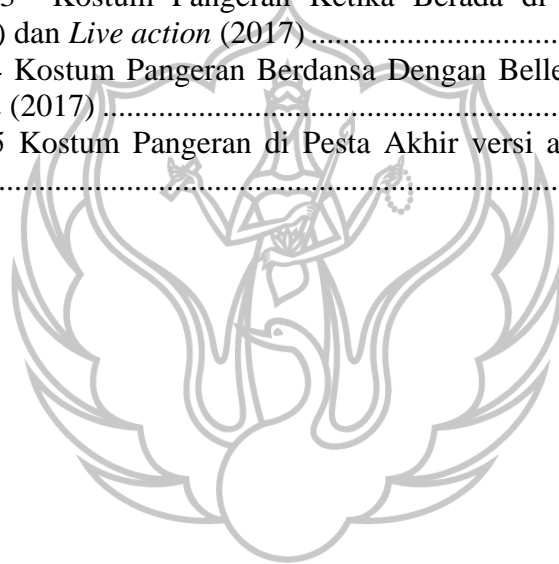 3 Kostum Pangeran Ketika Berada di
) dan Live action (2017) ................................
4 Kostum Pangeran Berdansa Dengan Belle
(2017) ................................................................
5 Kostum Pangeran di Pesta Akhir versi a
................................................................................